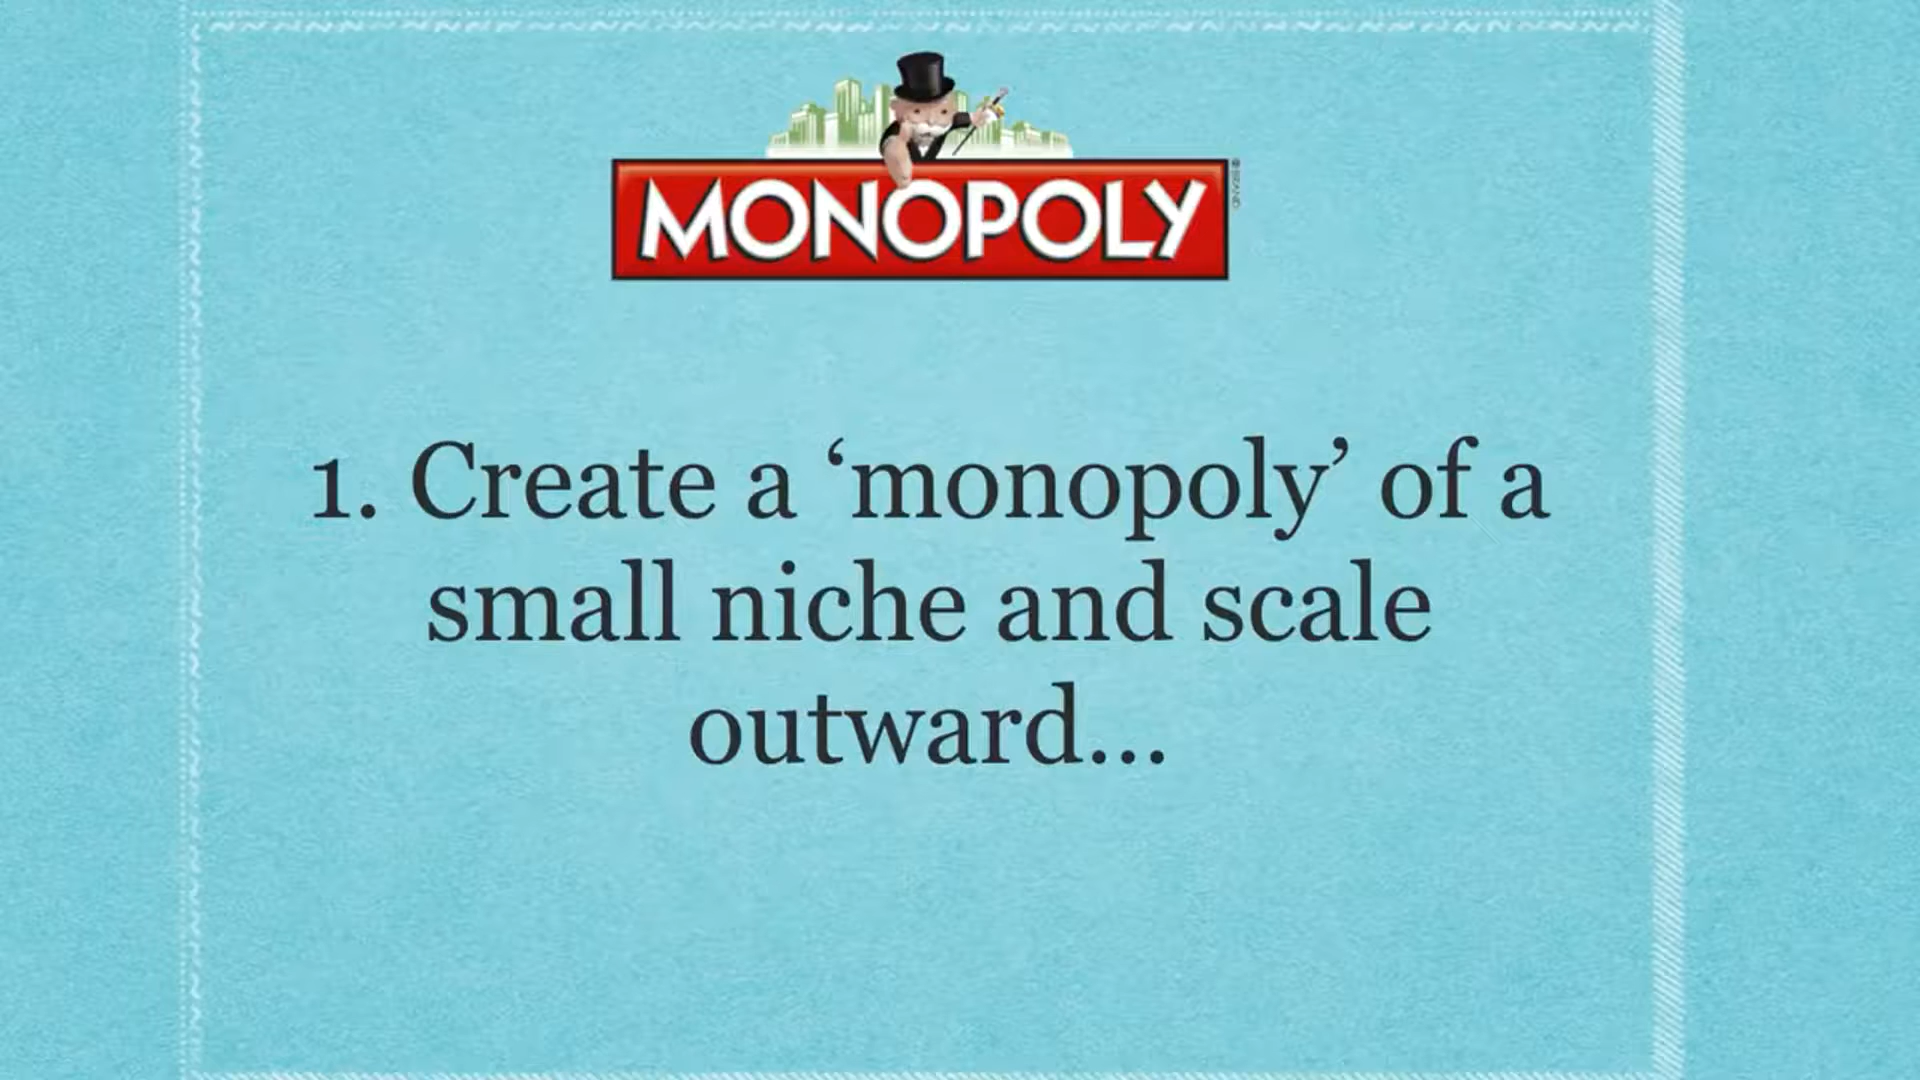 MONOPOLY
1. Create a ‘monopoly’ of a
small niche and scale
outward...